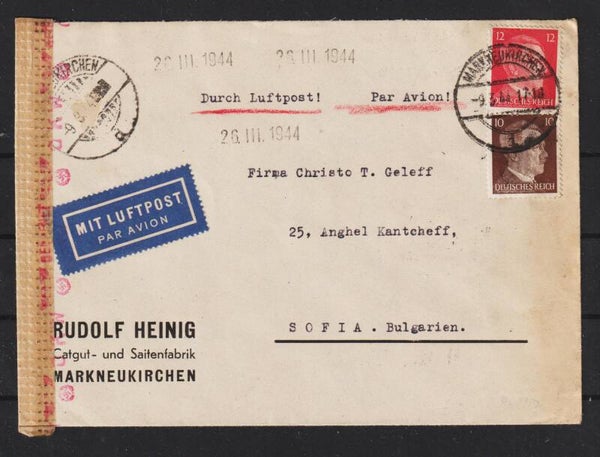 26 III. 1944
26 III. 1944
12
12
DEUTSCHES REICH
MARKNEUKIRCHEN
Durch Luftpost! Par Avion!
26 III. 1944
10
10
DEUTSCHES REICH
Firma Christo T. Geleff
25, Anghel Kantcheff,
SOFIA. Bulgarien.
MIT LUFTPOST
PAR AVION
RUDOLF HEINIG
Catgut- und Saitenfabrik
MARKNEUKIRCHEN